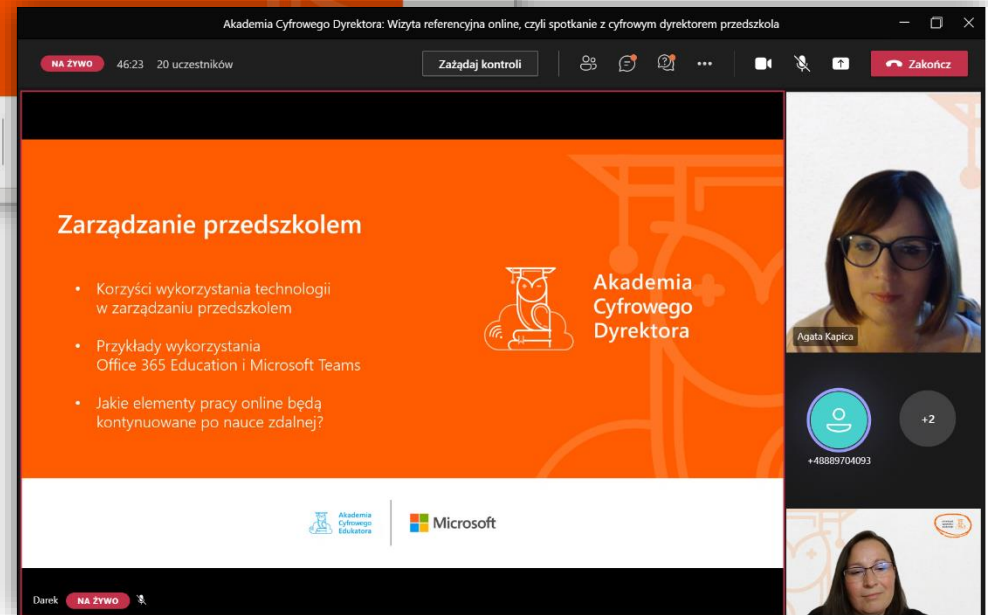 Akademia Cyfrowego Dyrektora: Wizyta referencyjna online, czyli spotkanie z cyfrowym dyrektorem przedszkola
NA ŻYWO 46:23 20 uczestników Zażądaj kontroli Zakończ
Zarządzanie przedszkolem
• Korzyści wykorzystania technologii
w zarządzaniu przedszkolem
• Przykłady wykorzystania
Office 365 Education i Microsoft Teams
• Jakie elementy pracy online będą
kontynuowane po nauce zdalnej?
Akademia
Cyfrowego
Dyrektora
Akademia
Cyfrowego
Edukatora
Microsoft
Darek NA ŻYWO
Agata Kapica
+48889704093
+2